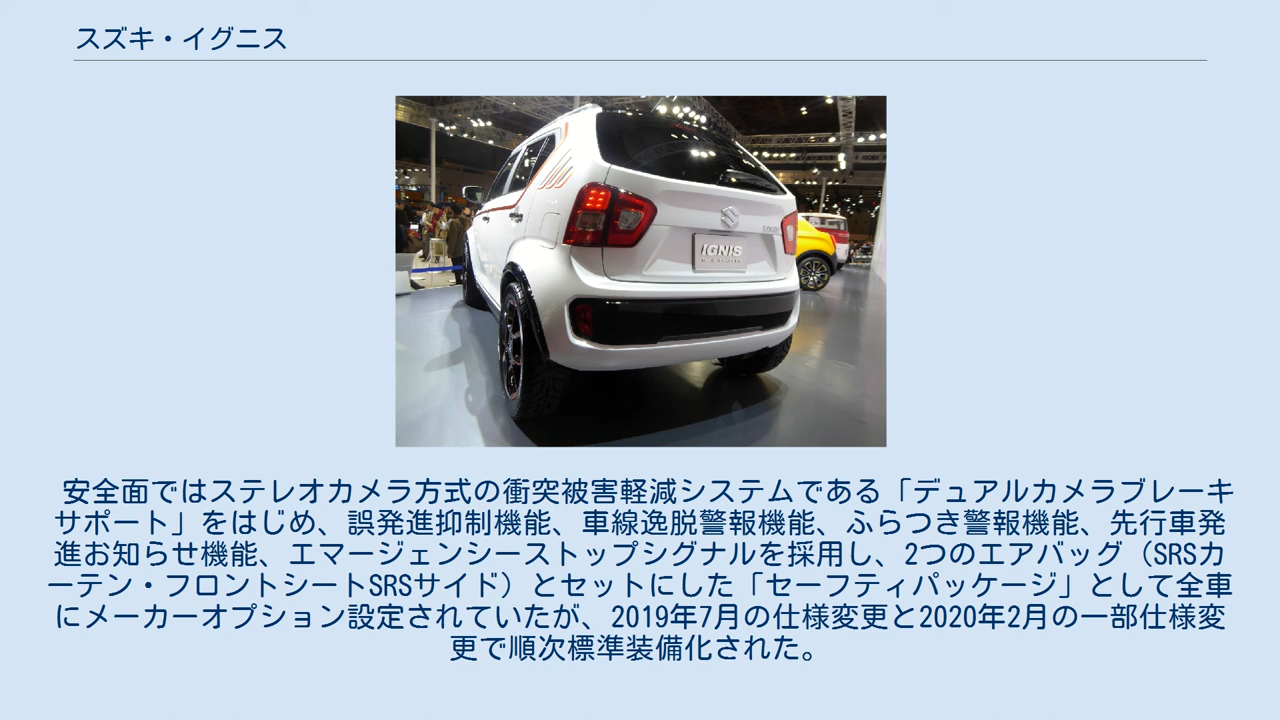 スズキ・イグニス
IGNIS
安全面ではステレオカメラ方式の衝突被害軽減システムである「デュアルカメラブレーキ
サポート」をはじめ、誤発進抑制機能、車線逸脱警報機能、ふらつき警報機能、先行車発
進お知らせ機能、エマージェンシーストップシグナルを採用し、2つのエアバッグ（SRSカ
ーテン・フロントシートSRSサイド）とセットにした「セーフティパッケージ」として全車
にメーカーオプション設定されていたが、2019年7月の仕様変更と2020年2月の一部仕様変
更で順次標準装備化された。